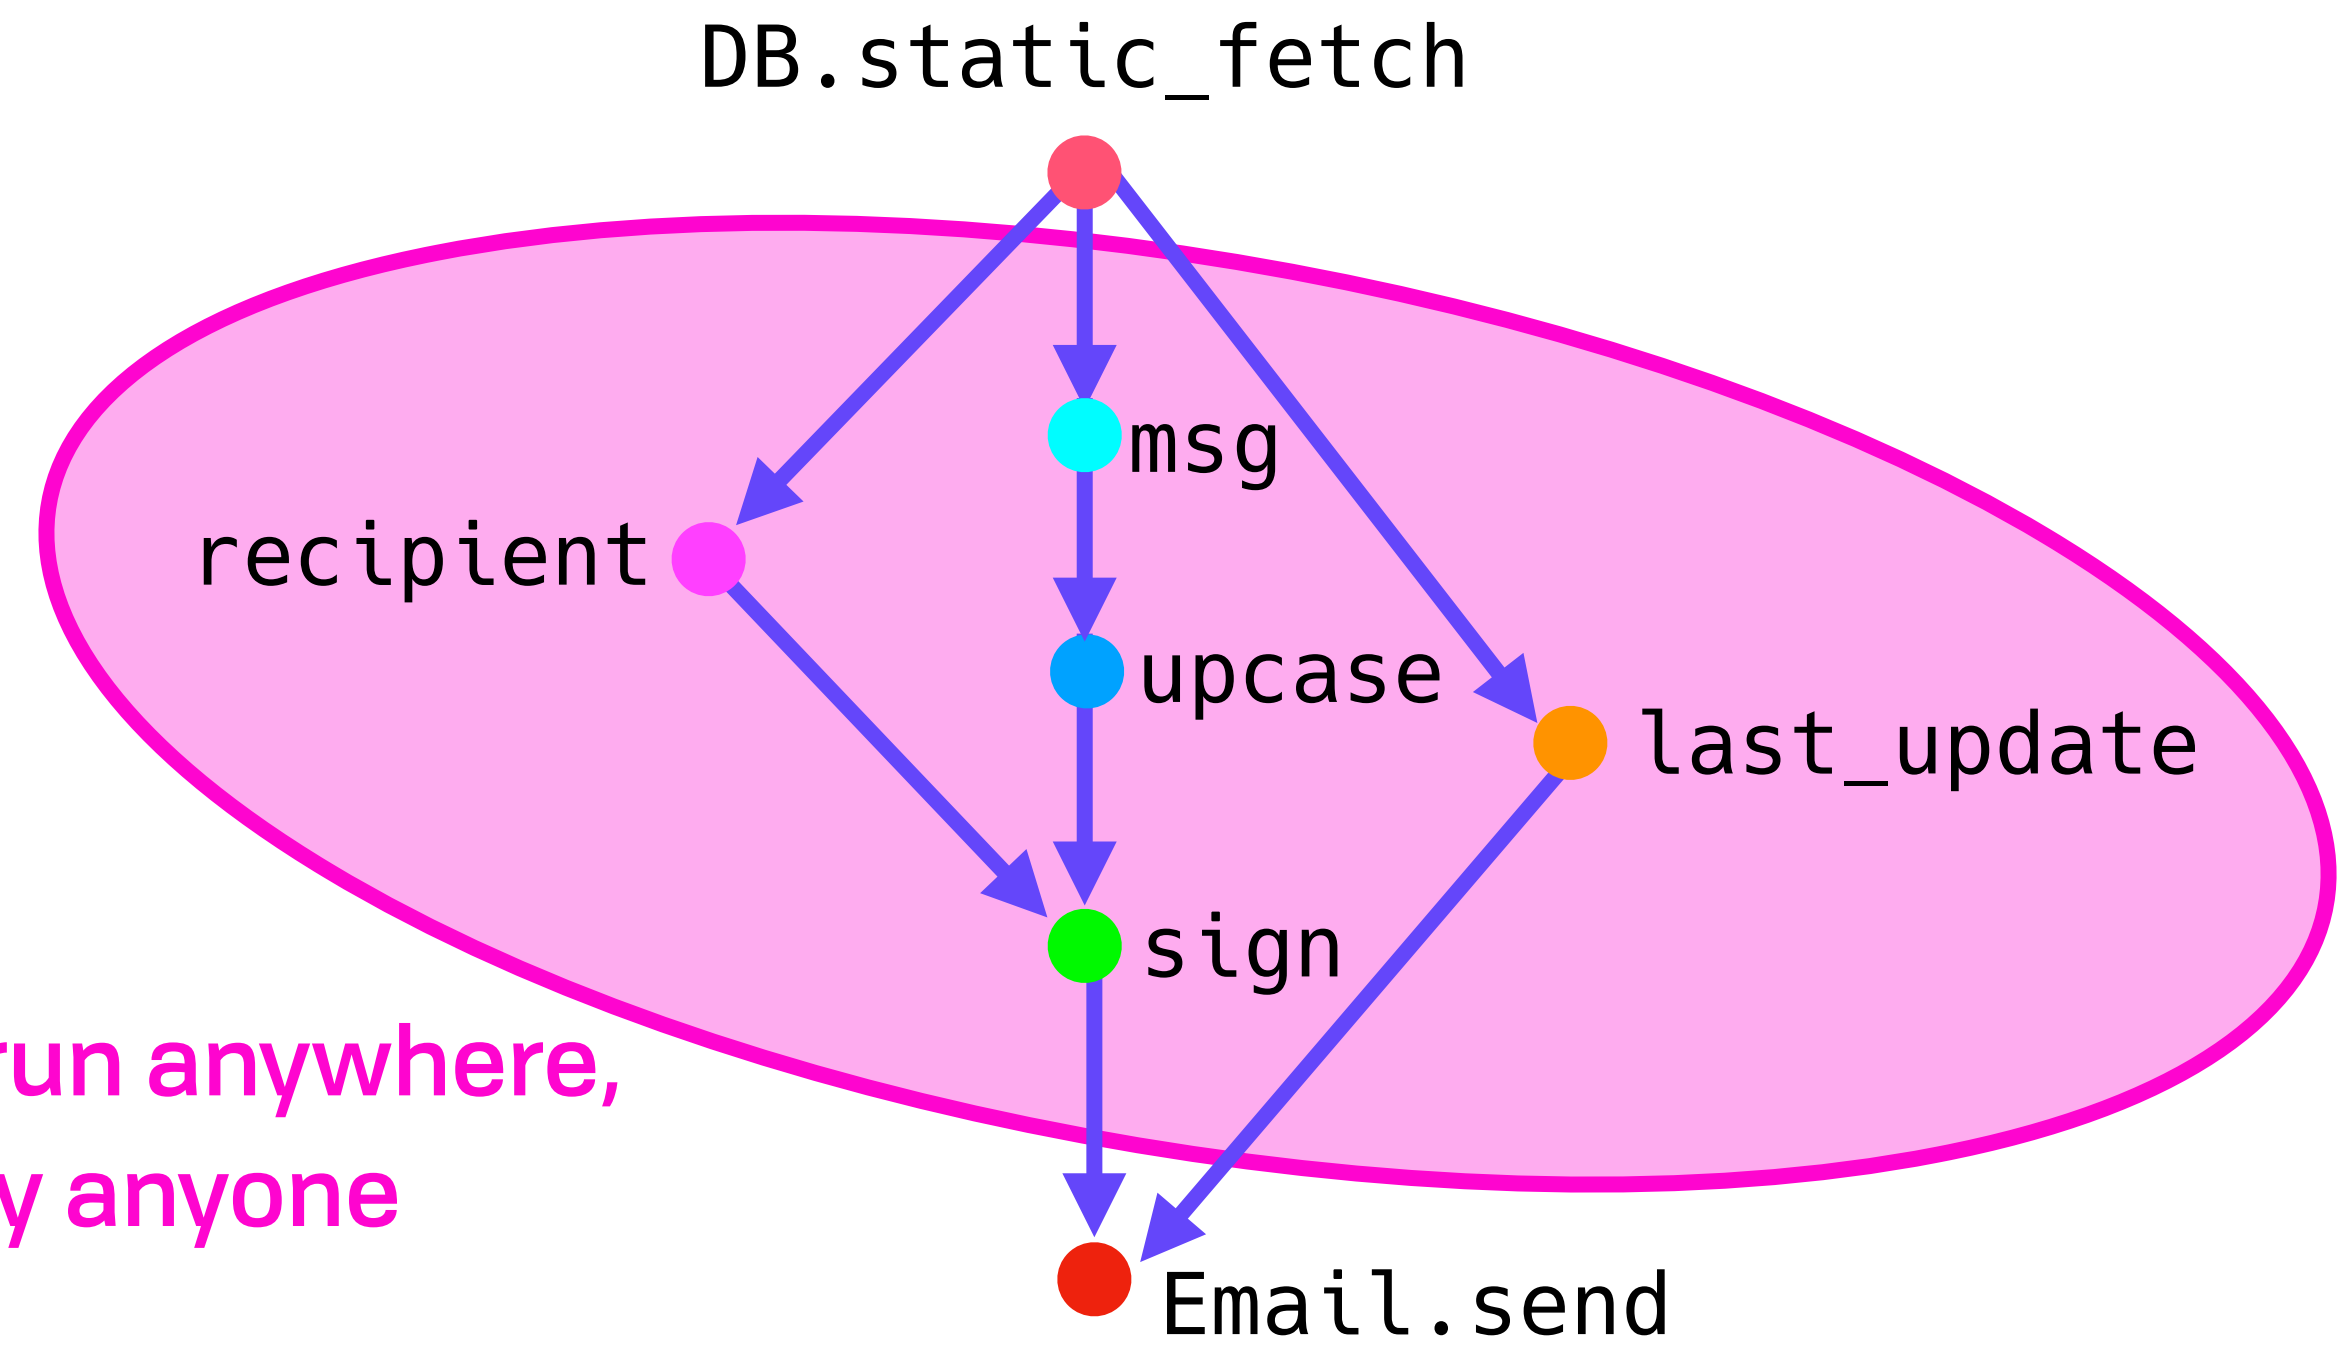 DB.static_fetch
msg
recipient
upcase
last_update
sign
run anywhere,
y anyone
Email.send